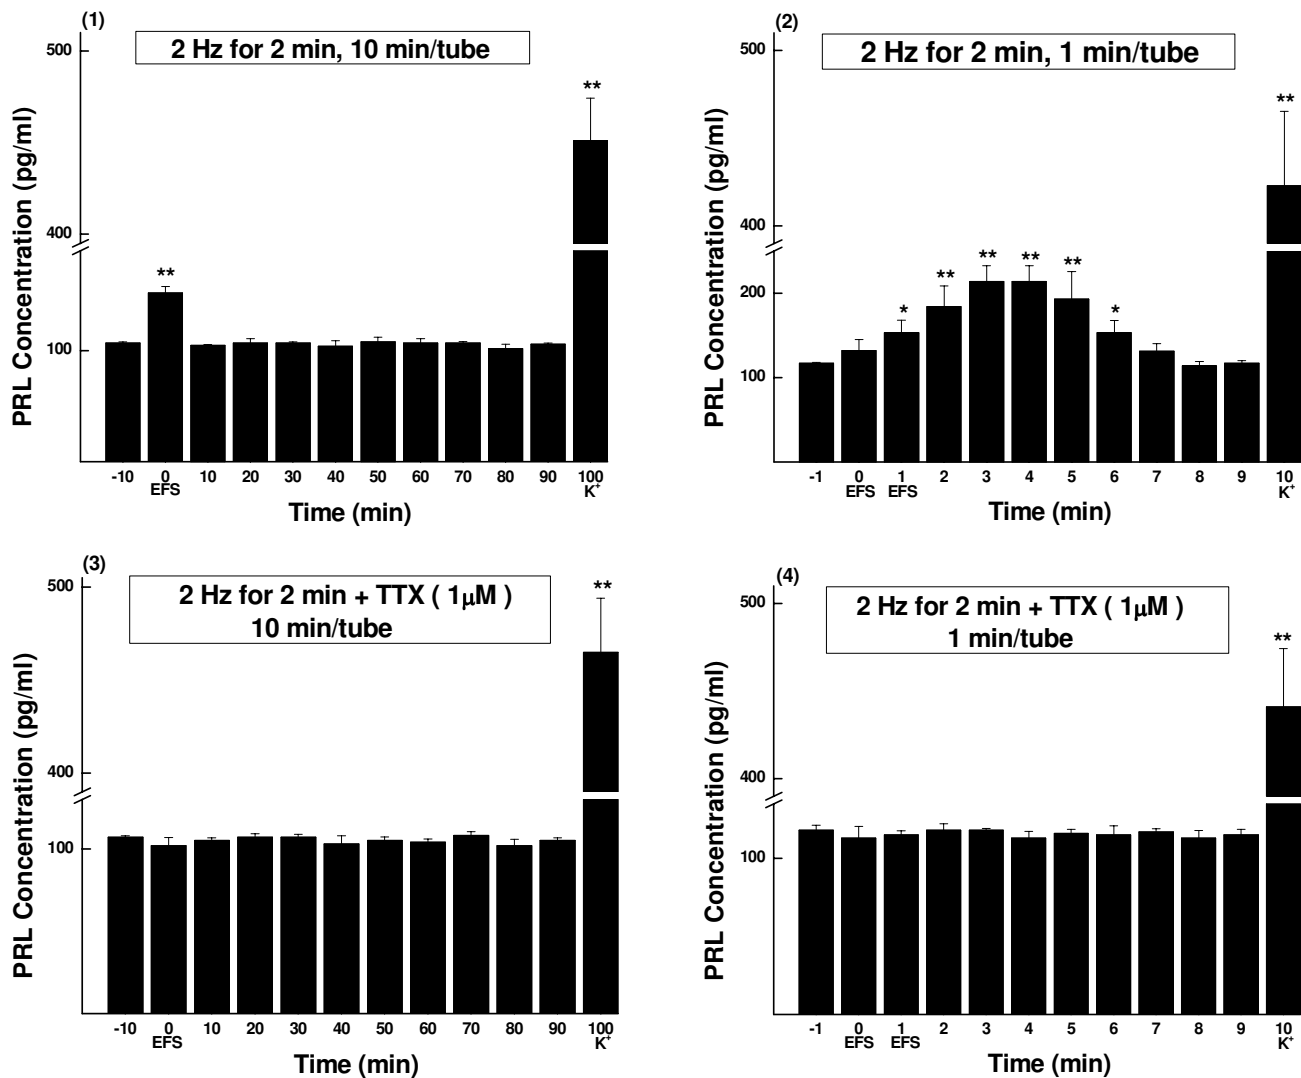 (1)
2 Hz for 2 min, 10 min/tube
PRL Concentration (pg/ml)
500
400
100
**
**
-10 0 10 20 30 40 50 60 70 80 90 100
EFS K⁺
Time (min)
(2)
2 Hz for 2 min, 1 min/tube
PRL Concentration (pg/ml)
500
400
200
100
*
**
**
**
**
*
**
-1 0 1 2 3 4 5 6 7 8 9 10
EFS EFS K⁺
Time (min)
(3)
2 Hz for 2 min + TTX ( 1μM )
10 min/tube
PRL Concentration (pg/ml)
500
400
100
**
-10 0 10 20 30 40 50 60 70 80 90 100
EFS K⁺
Time (min)
(4)
2 Hz for 2 min + TTX ( 1μM )
1 min/tube
PRL Concentration (pg/ml)
500
400
100
**
-1 0 1 2 3 4 5 6 7 8 9 10
EFS EFS K⁺
Time (min)